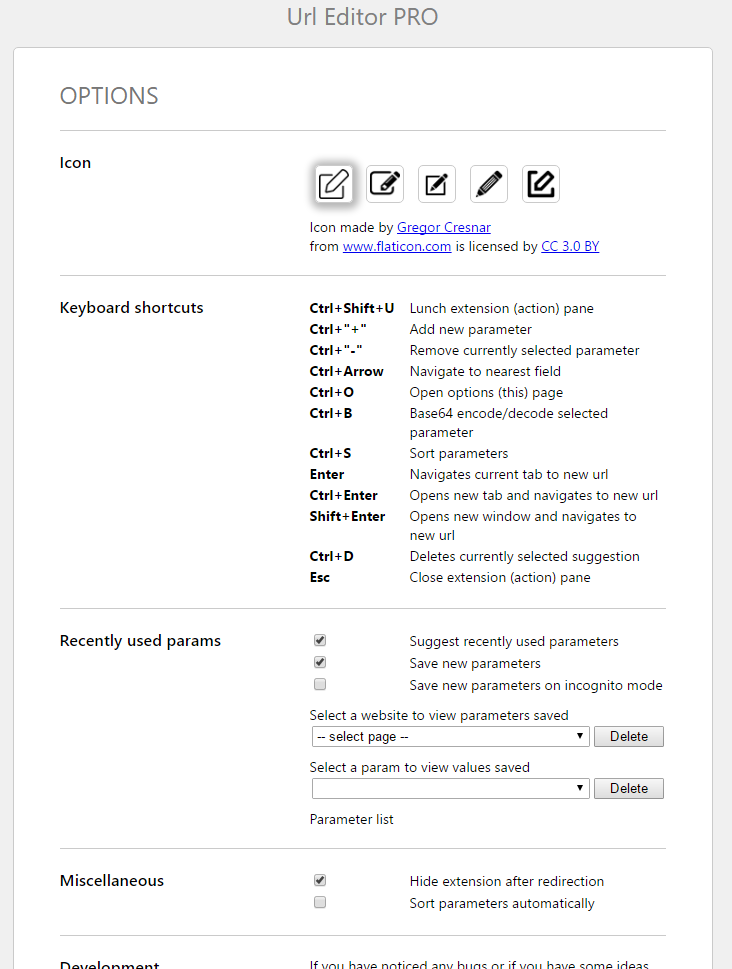 Url Editor PRO
OPTIONS
Icon
Icon made by Gregor Cresnar
from www.flaticon.com is licensed by CC 3.0 BY
Keyboard shortcuts
Ctrl+Shift+U Lunch extension (action) pane
Ctrl+"+" Add new parameter
Ctrl+"-" Remove currently selected parameter
Ctrl+Arrow Navigate to nearest field
Ctrl+O Open options (this) page
Ctrl+B Base64 encode/decode selected
parameter
Ctrl+S Sort parameters
Enter Navigates current tab to new url
Ctrl+Enter Opens new tab and navigates to new url
Shift+Enter Opens new window and navigates to
new url
Ctrl+D Deletes currently selected suggestion
Esc Close extension (action) pane
Recently used params
Suggest recently used parameters
Save new parameters
Save new parameters on incognito mode
Select a website to view parameters saved
-- select page -- Delete
Select a param to view values saved
Delete
Parameter list
Miscellaneous
Hide extension after redirection
Sort parameters automatically
Development If you have noticed any bugs or if you have some ideas